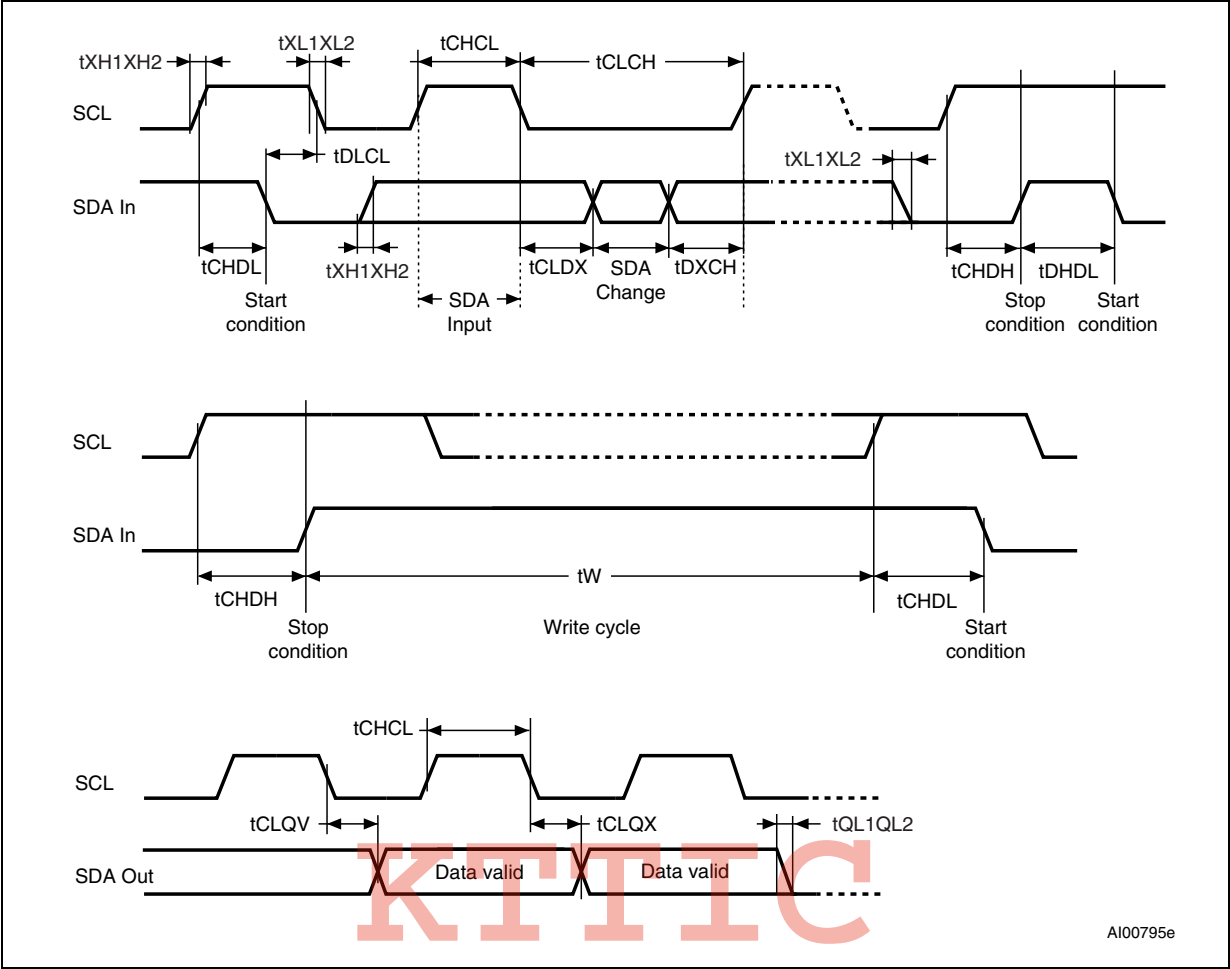 tXH1XH2
tXL1XL2
tCHCL
tCLCH
SCL
tDLCL
tXL1XL2
SDA In
tCHDL
tXH1XH2
tCLDX
SDA
Change
tDXCH
tCHDH
tDHDL
Start
condition
SDA
Input
Stop
condition
Start
condition
SCL
SDA In
tCHDH
tW
tCHDL
Stop
condition
Write cycle
Start
condition
tCHCL
SCL
tCLQV
tCLQX
tQL1QL2
SDA Out
Data valid
Data valid
KTTIC
AI00795e